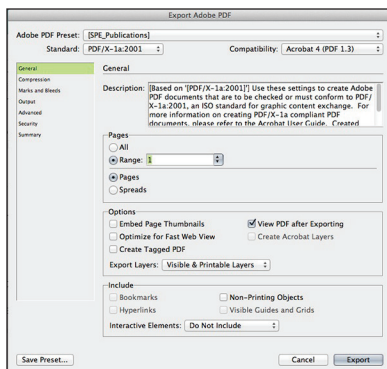 Export Adobe PDF
Adobe PDF Preset: [SPE_Publications]
Standard: PDF/X-1a:2001 Compatibility: Acrobat 4 (PDF 1.3)
General
Compression
Marks and Bleeds
Output
Advanced
Security
Summary
General
Description: [Based on '[PDF/X-1a:2001]'] Use these settings to create Adobe
PDF documents that are to be checked or must conform to PDF/
X-1a:2001, an ISO standard for graphic content exchange. For
more information on creating PDF/X-1a compliant PDF
documents, please refer to the Acrobat User Guide. Created
Pages
All
Range: 1
Pages
Spreads
Options
Embed Page Thumbnails View PDF after Exporting
Optimize for Fast Web View Create Acrobat Layers
Create Tagged PDF
Export Layers: Visible & Printable Layers
Include
Bookmarks Non-Printing Objects
Hyperlinks Visible Guides and Grids
Interactive Elements: Do Not Include
Save Preset... Cancel Export